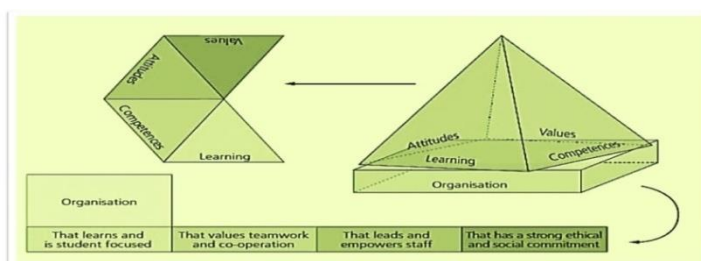 Values
Attitudes
Competences
Learning
Attitudes
Values
Learning
Competences
Organisation
Organisation
That learns and
is student focused
That values teamwork
and co-operation
That leads and
empowers staff
That has a strong ethical
and social commitment